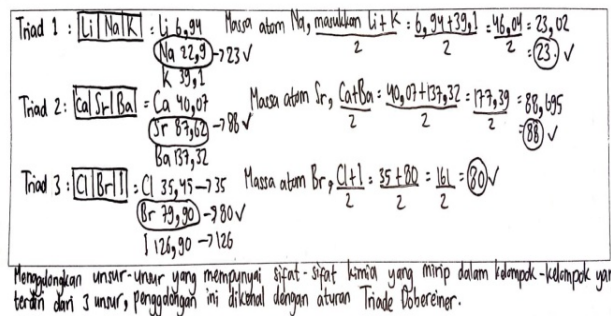 Triad 1 : Li Na K : Li 6,94 Massa atom Na, masukkan Li+K/2 = 6,94+39,1/2 = 46,04/2 = 23,02
Na 22,9 → 23 ✓ = 23. ✓
K 39,1
Triad 2: Ca Sr Ba = Ca 40,07 Massa atom Sr, Ca+Ba/2 = 40,07+137,32/2 = 177,39/2 = 88,695
Sr 87,62 → 88 ✓ = 88 ✓
Ba 137,32
Triad 3 : Cl Br I : Cl 35,45 → 35 Massa atom Br, Cl+I/2 = 35+80/2 = 161/2 = 80 ✓
Br 79,90 → 80 ✓
I 126,90 → 126
Menggolongkan unsur-unsur yang mempunyai sifat-sifat kimia yang mirip dalam kelompok-kelompok yan
terdiri dari 3 unsur, penggolongan ini dikenal dengan aturan Triade Dobereiner.